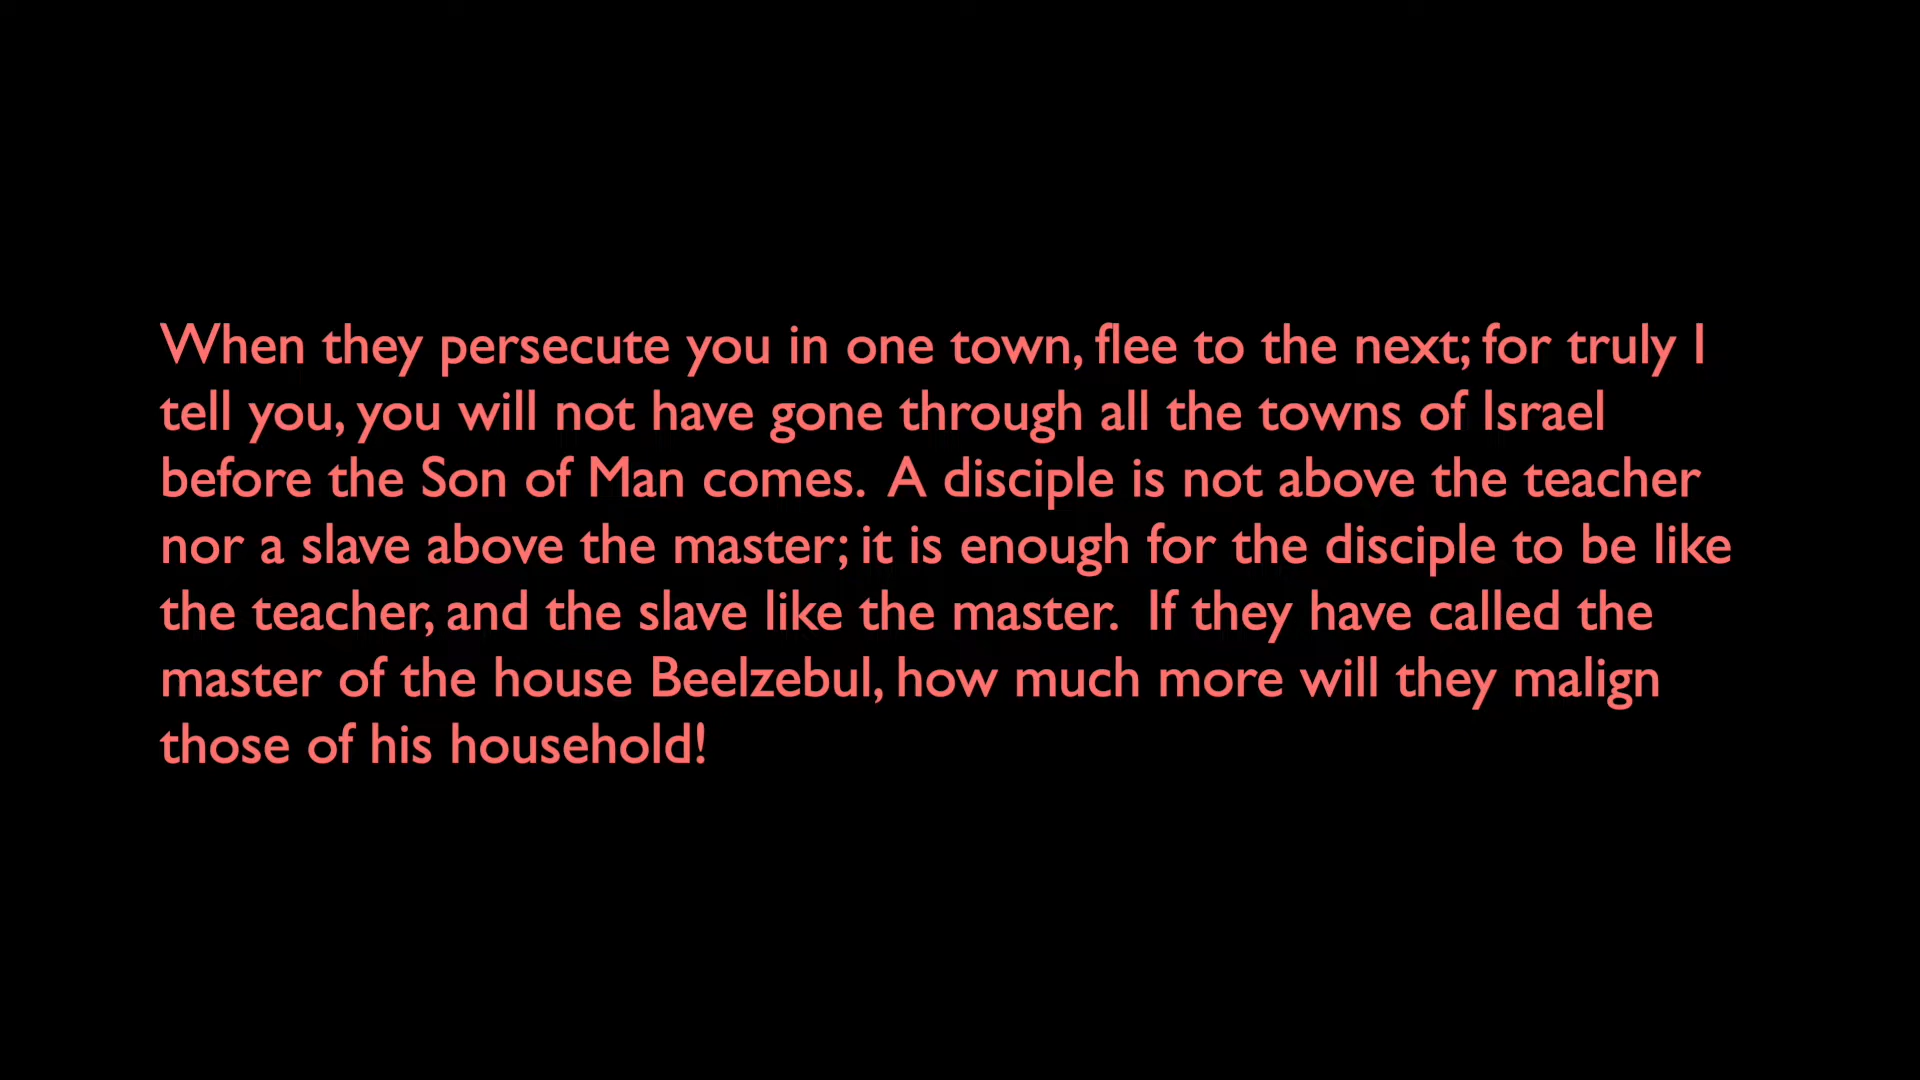 When they persecute you in one town, flee to the next; for truly I
tell you, you will not have gone through all the towns of Israel
before the Son of Man comes.  A disciple is not above the teacher
nor a slave above the master; it is enough for the disciple to be like
the teacher, and the slave like the master.  If they have called the
master of the house Beelzebul, how much more will they malign
those of his household!